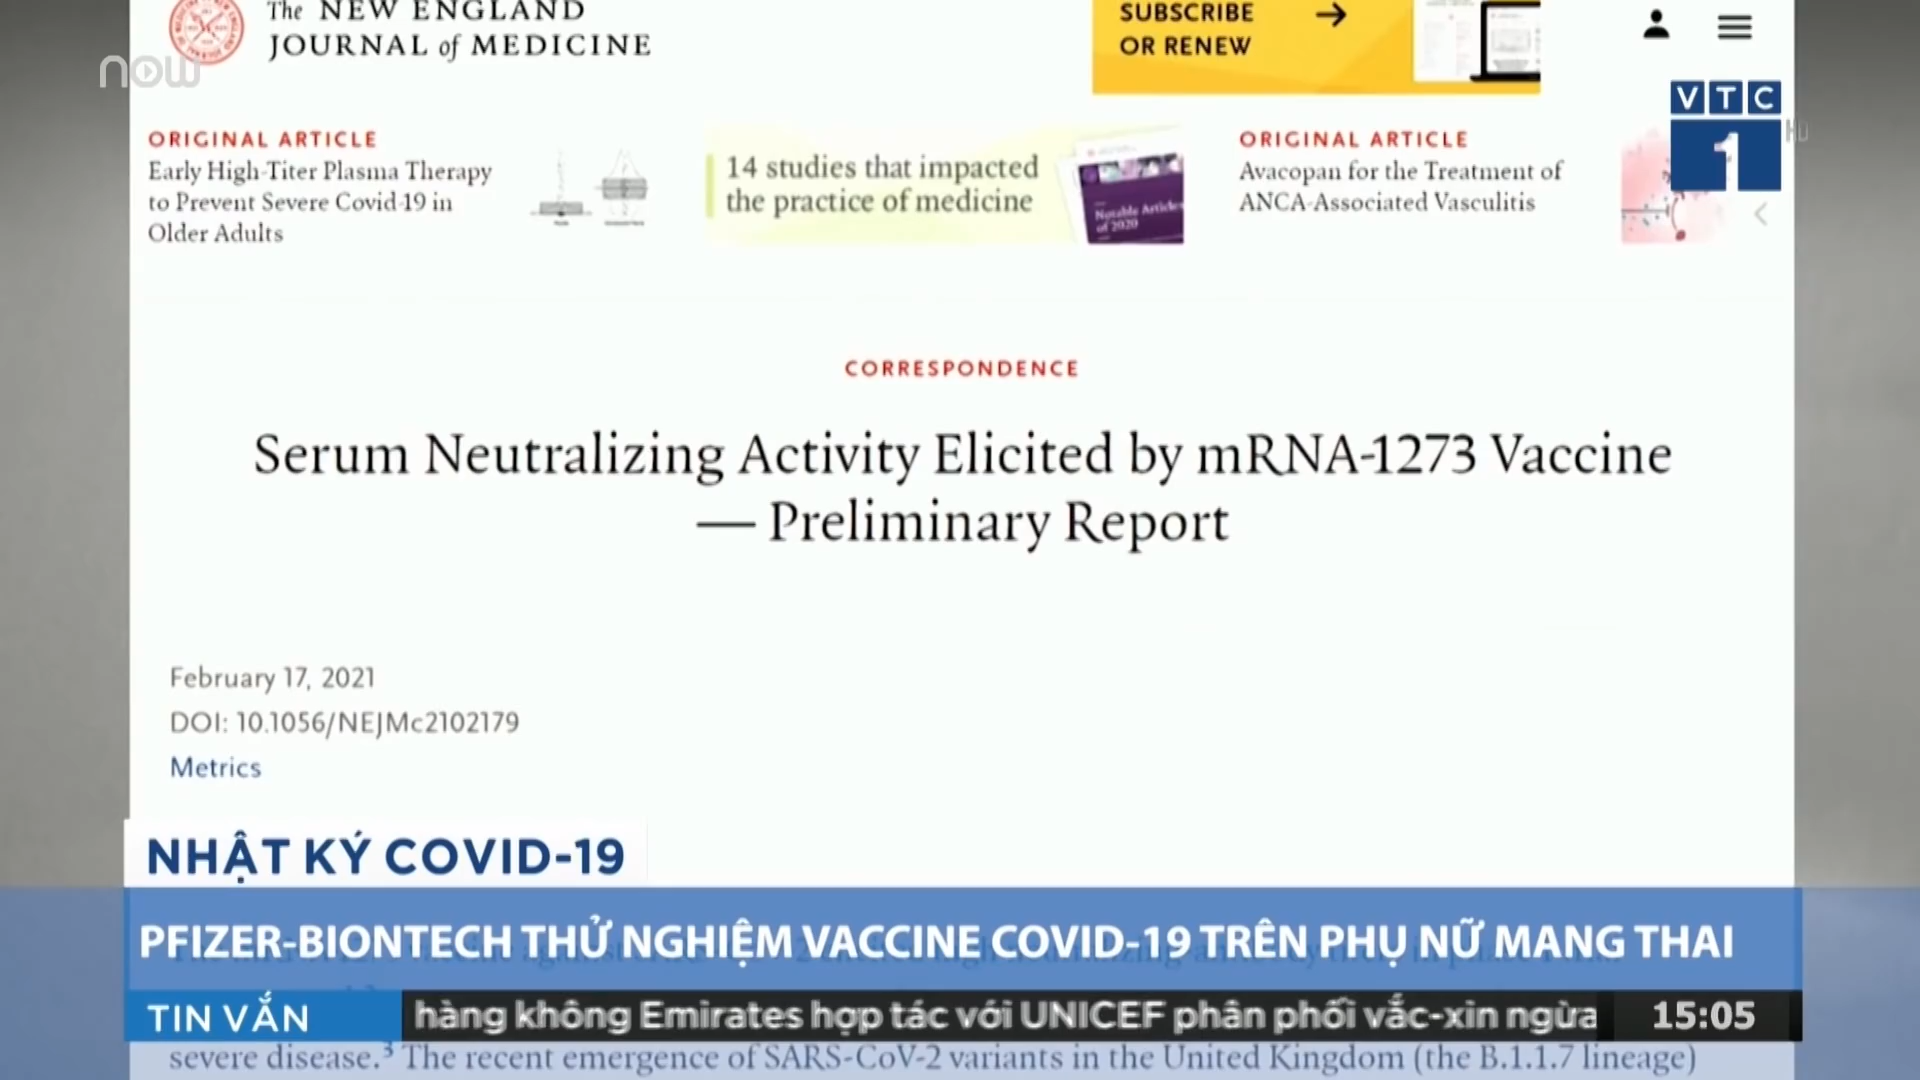 The NEW ENGLAND
JOURNAL of MEDICINE
now
SUBSCRIBE
OR RENEW
VTC
1
ORIGINAL ARTICLE
Early High-Titer Plasma Therapy
to Prevent Severe Covid-19 in
Older Adults
14 studies that impacted
the practice of medicine
Notable Articles
of 2020
ORIGINAL ARTICLE
Avacopan for the Treatment of
ANCA-Associated Vasculitis
CORRESPONDENCE
Serum Neutralizing Activity Elicited by mRNA-1273 Vaccine
— Preliminary Report
February 17, 2021
DOI: 10.1056/NEJMc2102179
Metrics
NHẬT KÝ COVID-19
PFIZER-BIONTECH THỬ NGHIỆM VACCINE COVID-19 TRÊN PHỤ NỮ MANG THAI
TIN VẮN
hàng không Emirates hợp tác với UNICEF phân phối vắc-xin ngừa
15:05
severe disease.³ The recent emergence of SARS-CoV-2 variants in the United Kingdom (the B.1.1.7 lineage)